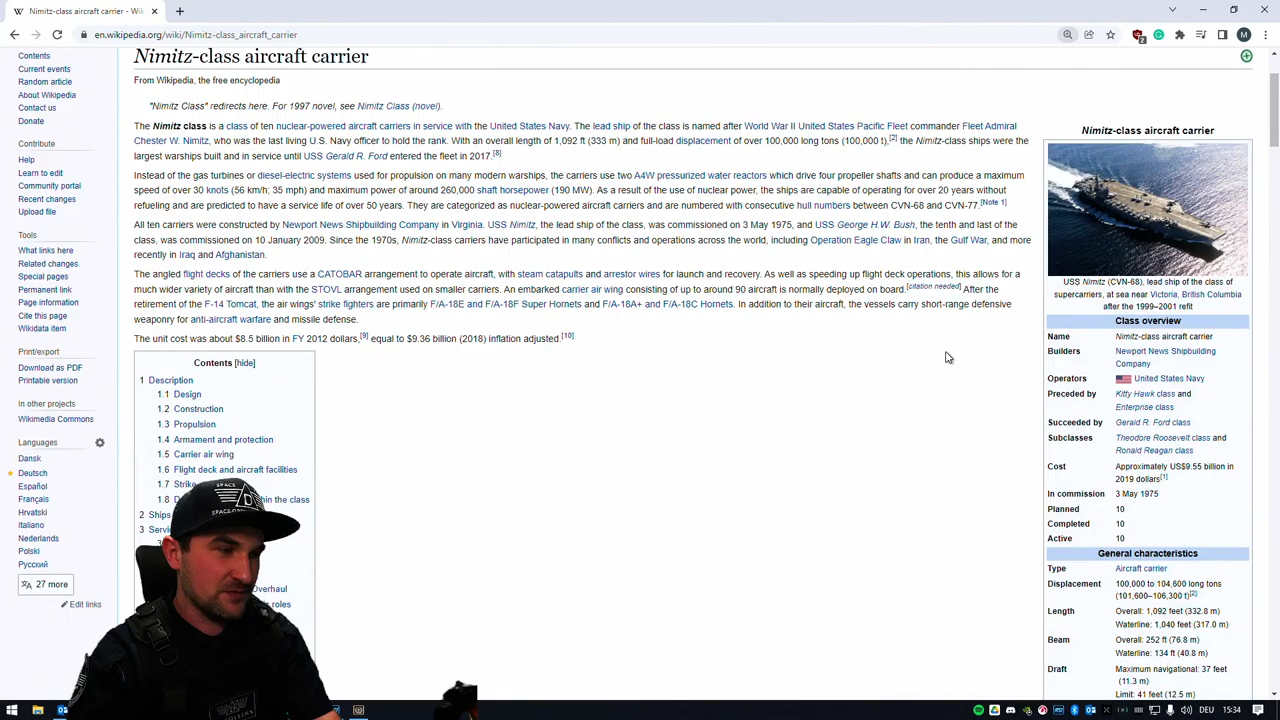 Nimitz-class aircraft carrier - Wi
en.wikipedia.org/wiki/Nimitz-class_aircraft_carrier
2
M
Contents
Current events
Random article
About Wikipedia
Contact us
Donate
Contribute
Help
Learn to edit
Community portal
Recent changes
Upload file
Tools
What links here
Related changes
Special pages
Permanent link
Page information
Cite this page
Wikidata item
Print/export
Download as PDF
Printable version
In other projects
Wikimedia Commons
Languages
Dansk
Deutsch
Español
Français
Hrvatski
Italiano
Nederlands
Polski
Русский
27 more
Edit links
Nimitz-class aircraft carrier
From Wikipedia, the free encyclopedia
"Nimitz Class" redirects here. For 1997 novel, see Nimitz Class (novel).
The Nimitz class is a class of ten nuclear-powered aircraft carriers in service with the United States Navy. The lead ship of the class is named after World War II United States Pacific Fleet commander Fleet Admiral
Chester W. Nimitz, who was the last living U.S. Navy officer to hold the rank. With an overall length of 1,092 ft (333 m) and full-load displacement of over 100,000 long tons (100,000 t),[2] the Nimitz-class ships were the
largest warships built and in service until USS Gerald R. Ford entered the fleet in 2017.[8]
Instead of the gas turbines or diesel-electric systems used for propulsion on many modern warships, the carriers use two A4W pressurized water reactors which drive four propeller shafts and can produce a maximum
speed of over 30 knots (56 km/h; 35 mph) and maximum power of around 260,000 shaft horsepower (190 MW). As a result of the use of nuclear power, the ships are capable of operating for over 20 years without
refueling and are predicted to have a service life of over 50 years. They are categorized as nuclear-powered aircraft carriers and are numbered with consecutive hull numbers between CVN-68 and CVN-77.[Note 1]
All ten carriers were constructed by Newport News Shipbuilding Company in Virginia. USS Nimitz, the lead ship of the class, was commissioned on 3 May 1975, and USS George H.W. Bush, the tenth and last of the
class, was commissioned on 10 January 2009. Since the 1970s, Nimitz-class carriers have participated in many conflicts and operations across the world, including Operation Eagle Claw in Iran, the Gulf War, and more
recently in Iraq and Afghanistan.
The angled flight decks of the carriers use a CATOBAR arrangement to operate aircraft, with steam catapults and arrestor wires for launch and recovery. As well as speeding up flight deck operations, this allows for a
much wider variety of aircraft than with the STOVL arrangement used on smaller carriers. An embarked carrier air wing consisting of up to around 90 aircraft is normally deployed on board.[citation needed] After the
retirement of the F-14 Tomcat, the air wings' strike fighters are primarily F/A-18E and F/A-18F Super Hornets and F/A-18A+ and F/A-18C Hornets. In addition to their aircraft, the vessels carry short-range defensive
weaponry for anti-aircraft warfare and missile defense.
The unit cost was about $8.5 billion in FY 2012 dollars,[9] equal to $9.36 billion (2018) inflation adjusted.[10]
Contents [hide]
1 Description
1.1 Design
1.2 Construction
1.3 Propulsion
1.4 Armament and protection
1.5 Carrier air wing
1.6 Flight deck and aircraft facilities
1.7 Strike
1.8 D hin the class
2 Ships
3 Servi
Overhaul
roles
SPACE
Nimitz-class aircraft carrier
USS Nimitz (CVN-68), lead ship of the class of
supercarriers, at sea near Victoria, British Columbia
after the 1999–2001 refit
Class overview
Name Nimitz-class aircraft carrier
Builders Newport News Shipbuilding
Company
Operators United States Navy
Preceded by Kitty Hawk class and
Enterprise class
Succeeded by Gerald R. Ford class
Subclasses Theodore Roosevelt class and
Ronald Reagan class
Cost Approximately US$9.55 billion in
2019 dollars[1]
In commission 3 May 1975
Planned 10
Completed 10
Active 10
General characteristics
Type Aircraft carrier
Displacement 100,000 to 104,600 long tons
(101,600–106,300 t)[2]
Length Overall: 1,092 feet (332.8 m)
Waterline: 1,040 feet (317.0 m)
Beam Overall: 252 ft (76.8 m)
Waterline: 134 ft (40.8 m)
Draft Maximum navigational: 37 feet
(11.3 m)
Limit: 41 feet (12.5 m)
DEU 15:34